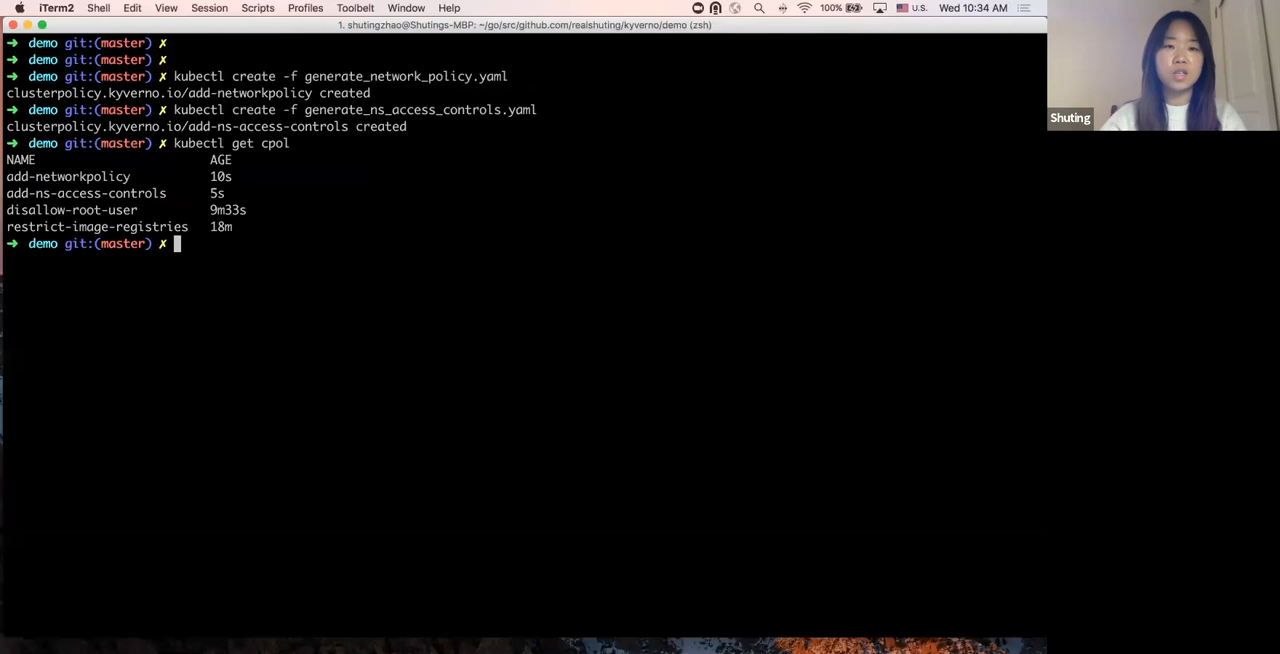 iTerm2 Shell Edit View Session Scripts Profiles Toolbelt Window Help 100% U.S. Wed 10:34 AM
1. shutingzhao@Shutings-MBP: ~/go/src/github.com/realshuting/kyverno/demo (zsh)
➜ demo git:(master) ✗
➜ demo git:(master) ✗
➜ demo git:(master) ✗ kubectl create -f generate_network_policy.yaml
clusterpolicy.kyverno.io/add-networkpolicy created
➜ demo git:(master) ✗ kubectl create -f generate_ns_access_controls.yaml
clusterpolicy.kyverno.io/add-ns-access-controls created
➜ demo git:(master) ✗ kubectl get cpol
NAME AGE
add-networkpolicy 10s
add-ns-access-controls 5s
disallow-root-user 9m33s
restrict-image-registries 18m
➜ demo git:(master) ✗
Shuting